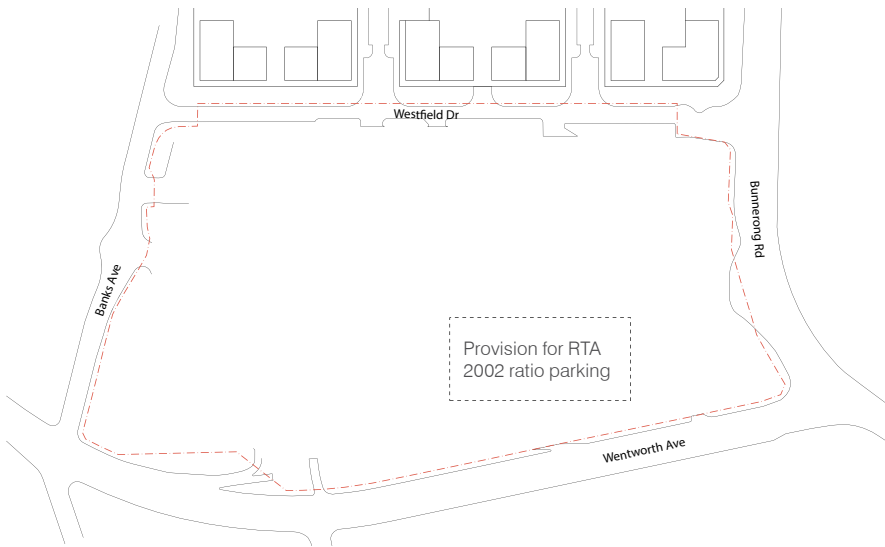 Westfield Dr
Bunnerong Rd
Banks Ave
Provision for RTA
2002 ratio parking
Wentworth Ave